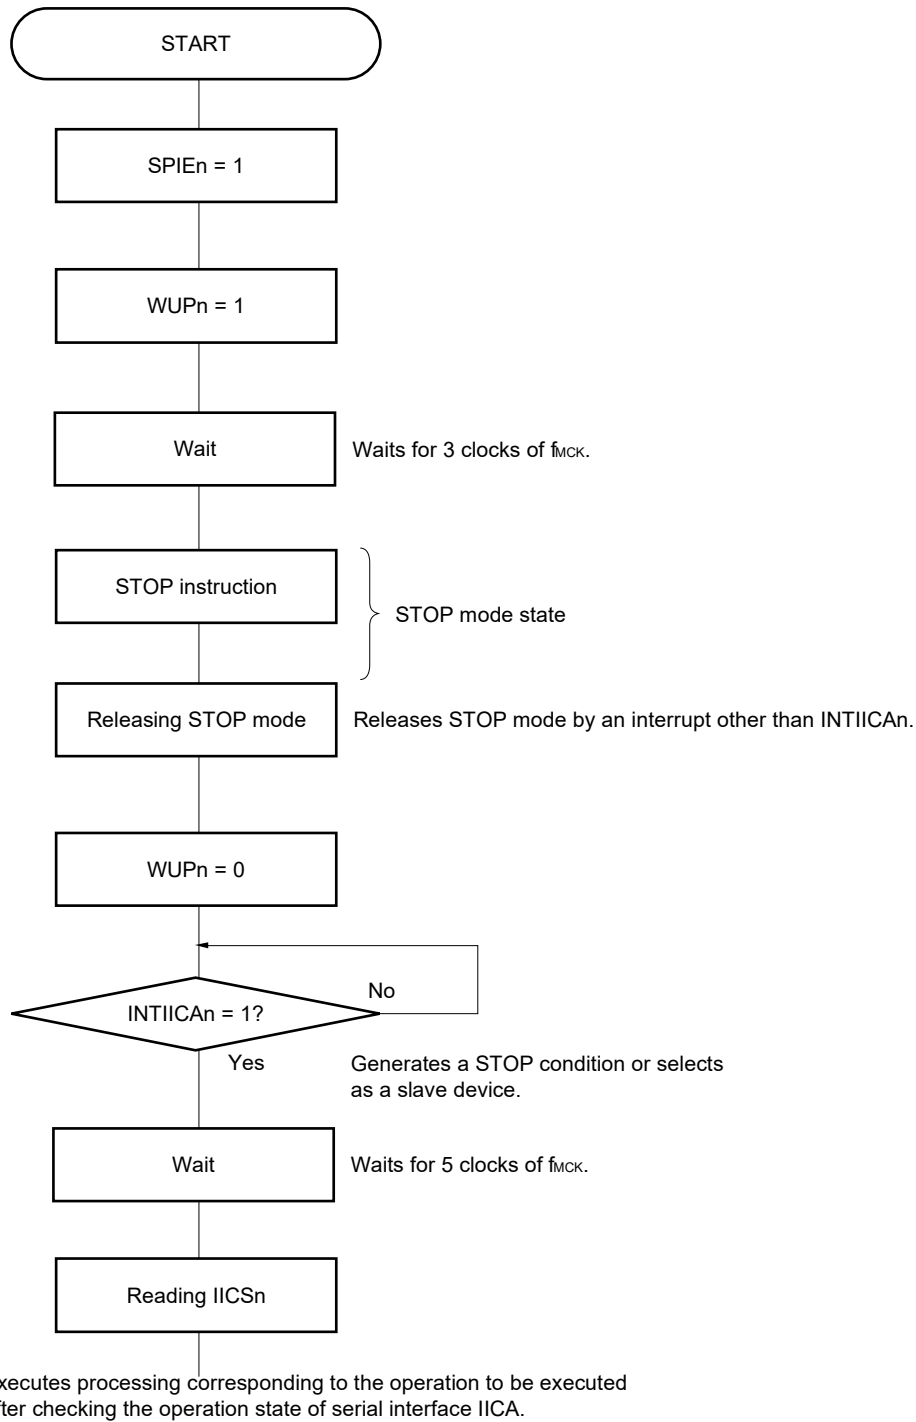 START
SPIEn = 1
WUPn = 1
Wait
Waits for 3 clocks of fMCK.
STOP instruction
STOP mode state
Releasing STOP mode
Releases STOP mode by an interrupt other than INTIICAn.
WUPn = 0
No
INTIICAn = 1?
Yes
Generates a STOP condition or selects
as a slave device.
Wait
Waits for 5 clocks of fMCK.
Reading IICSn
xecutes processing corresponding to the operation to be executed
fter checking the operation state of serial interface IICA.